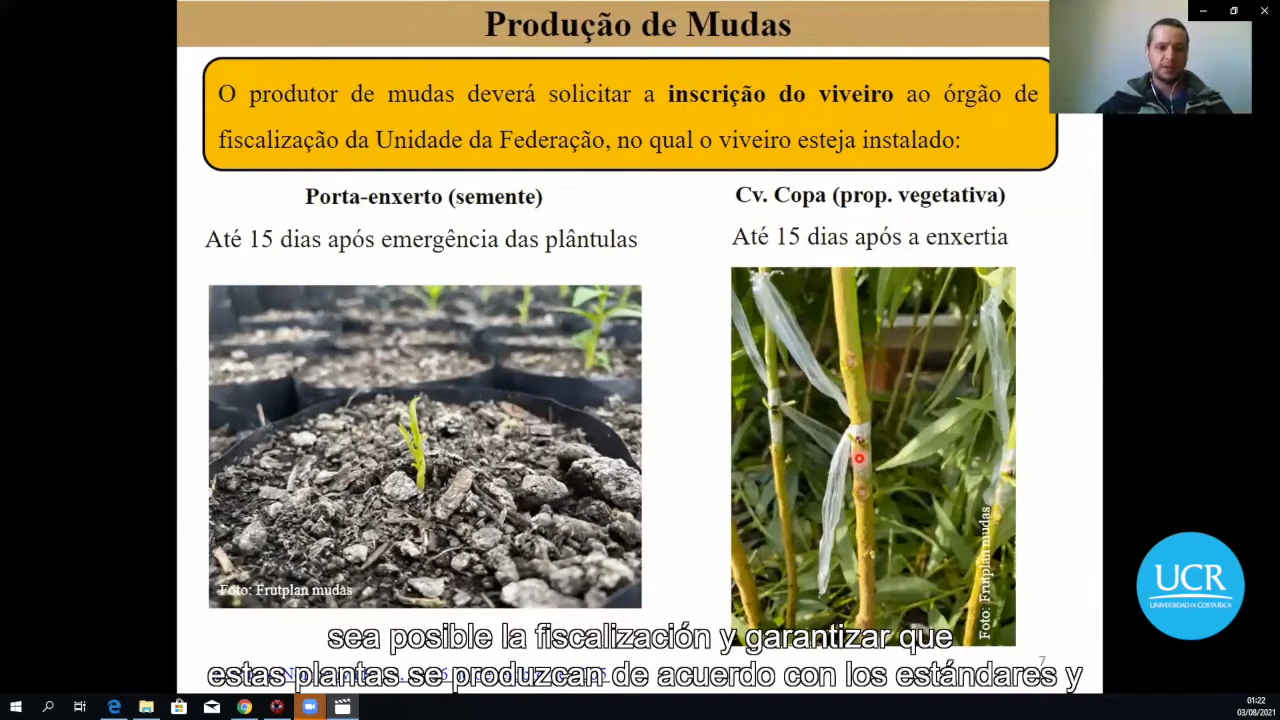 Produção de Mudas
O produtor de mudas deverá solicitar a inscrição do viveiro ao órgão de
fiscalização da Unidade da Federação, no qual o viveiro esteja instalado:
Porta-enxerto (semente)
Cv. Copa (prop. vegetativa)
Até 15 dias após emergência das plântulas
Até 15 dias após a enxertia
Foto: Frutplan mudas
Foto: Frutplan mudas
UCR
UNIVERSIDAD DE COSTA RICA
sea posible la fiscalización y garantizar que
estas plantas se produzcan de acuerdo con los estándares y
7
01:22
03/08/2021